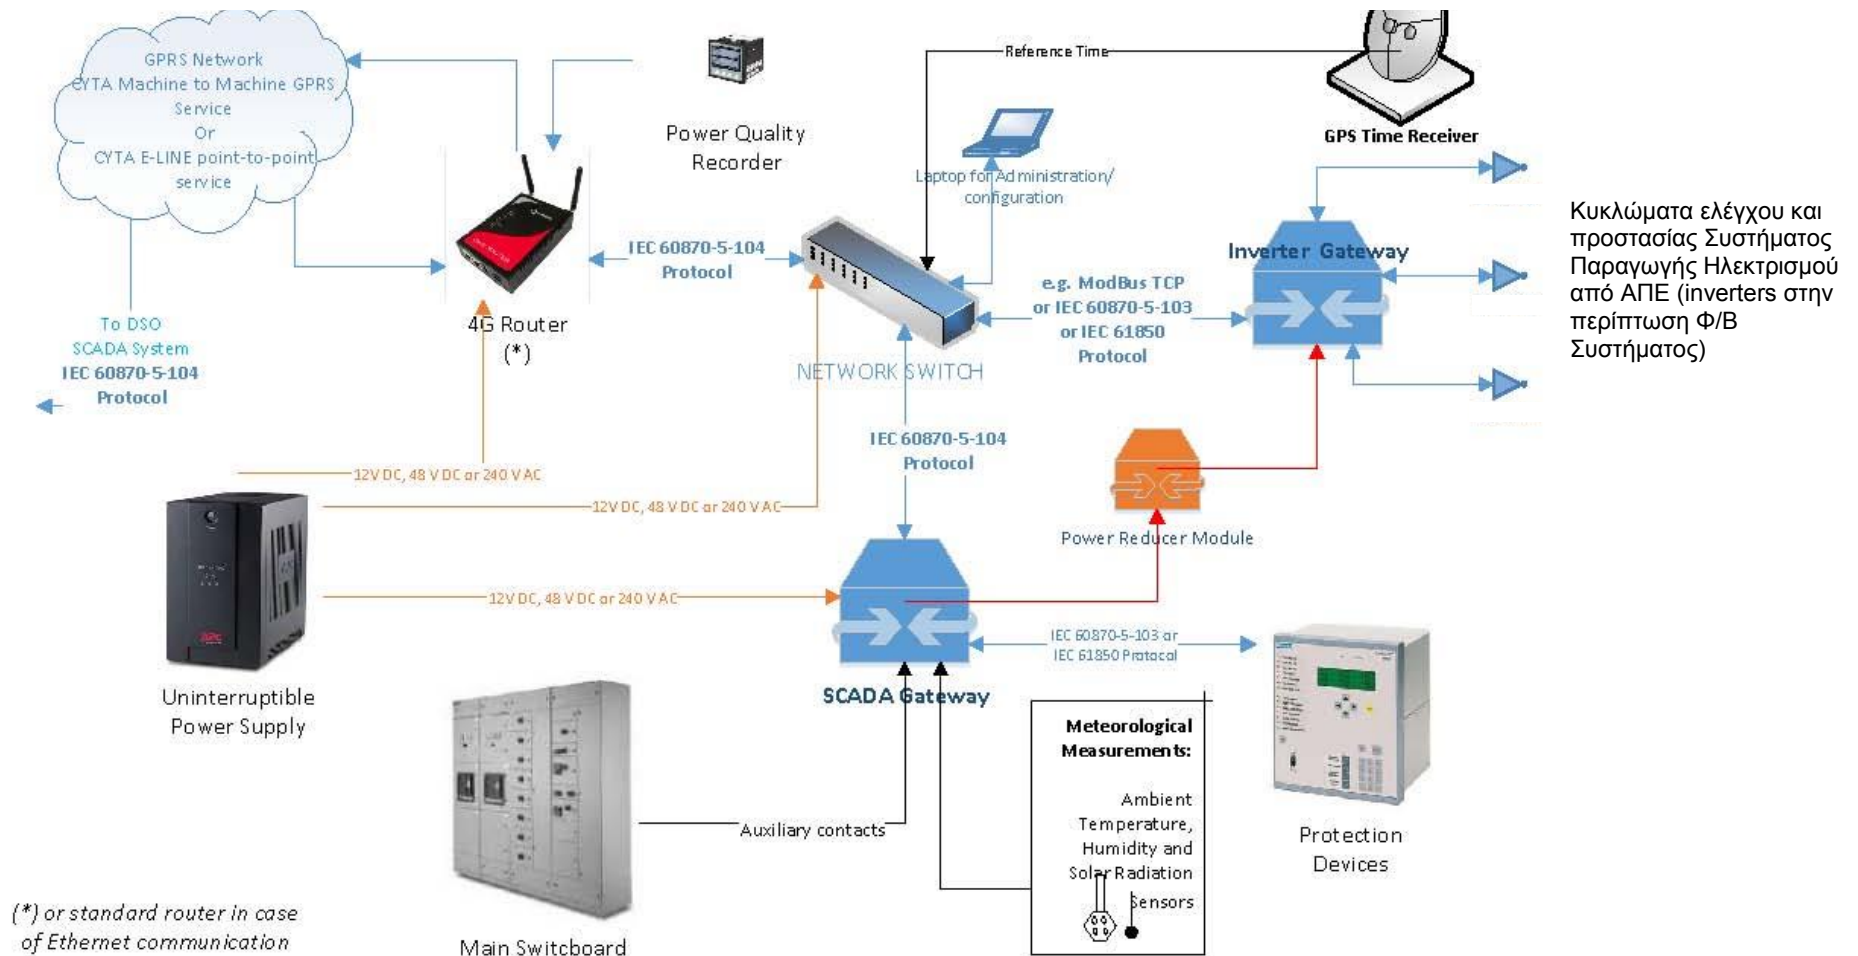 GPRS Network
CYTA Machine to Machine GPRS
Service
Or
CYTA E-LINE point-to-point
service
To DSO
SCADA System
IEC 60870-5-104
Protocol
4G Router
(*)
Power Quality
Recorder
IEC 60870-5-104
Protocol
Reference Time
Laptop for Administration/
configuration
NETWORK SWITCH
GPS Time Receiver
Inverter Gateway
e.g. ModBus TCP
or IEC 60870-5-103
or IEC 61850
Protocol
Κυκλώματα ελέγχου και
προστασίας Συστήματος
Παραγωγής Ηλεκτρισμού
από ΑΠΕ (inverters στην
περίπτωση Φ/Β
Συστήματος)
IEC 60870-5-104
Protocol
12V DC, 48 V DC or 240 V AC
12V DC, 48 V DC or 240 V AC
12V DC, 48 V DC or 240 V AC
Power Reducer Module
APC
Uninterruptible
Power Supply
SCADA Gateway
IEC 60870-5-103 or
IEC 61850 Protocol
Meteorological
Measurements:
Ambient
Temperature,
Humidity and
Solar Radiation
Sensors
Auxiliary contacts
Protection
Devices
Main Switcboard
(*) or standard router in case
of Ethernet communication